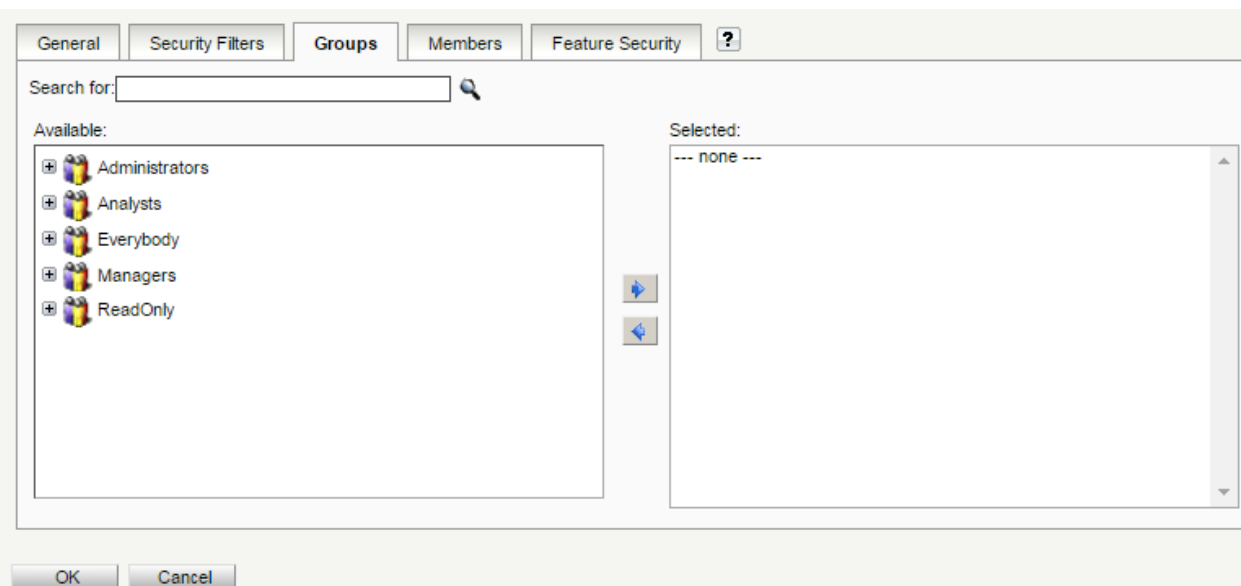 General Security Filters Groups Members Feature Security ?
Search for:
Available: Selected:
Administrators --- none ---
Analysts
Everybody
Managers
ReadOnly
OK Cancel